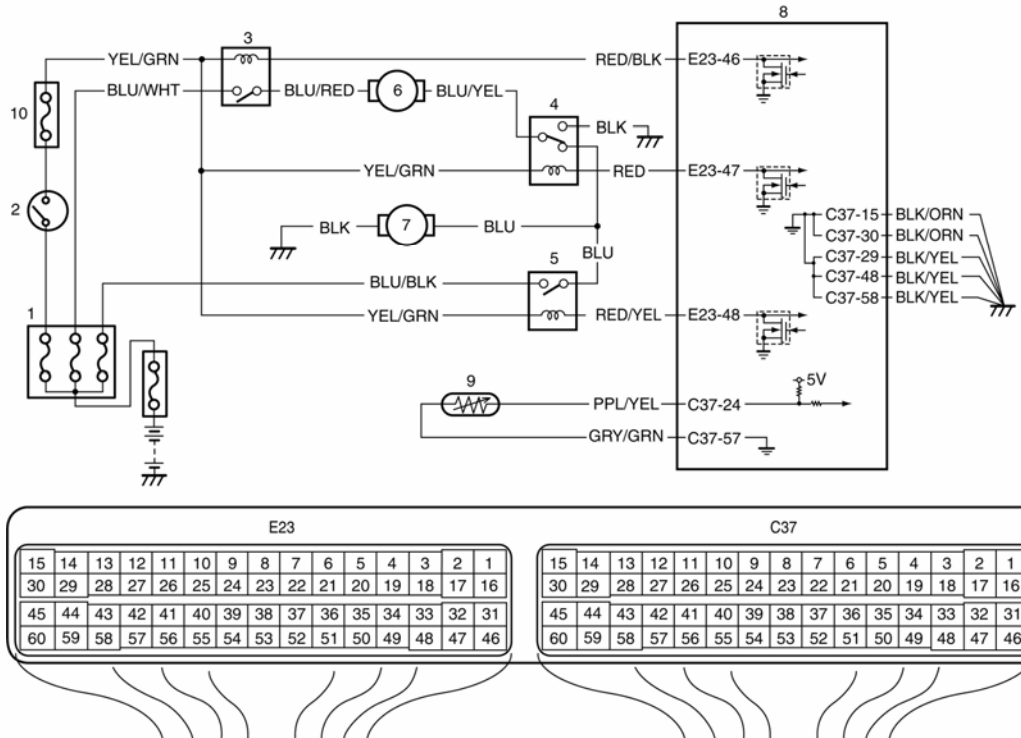 8
3
YEL/GRN
RED/BLK
E23-46
BLU/WHT
BLU/RED
6
BLU/YEL
10
4
BLK
2
YEL/GRN
RED
E23-47
BLK
7
BLU
C37-15
BLK/ORN
C37-30
BLK/ORN
BLU
C37-29
BLK/YEL
5
BLU/BLK
C37-48
BLK/YEL
C37-58
BLK/YEL
1
YEL/GRN
RED/YEL
E23-48
9
5V
PPL/YEL
C37-24
GRY/GRN
C37-57
E23
15 14 13 12 11 10 9 8 7 6 5 4 3 2 1
30 29 28 27 26 25 24 23 22 21 20 19 18 17 16
45 44 43 42 41 40 39 38 37 36 35 34 33 32 31
60 59 58 57 56 55 54 53 52 51 50 49 48 47 46
C37
15 14 13 12 11 10 9 8 7 6 5 4 3 2 1
30 29 28 27 26 25 24 23 22 21 20 19 18 17 16
45 44 43 42 41 40 39 38 37 36 35 34 33 32 31
60 59 58 57 56 55 54 53 52 51 50 49 48 47 46